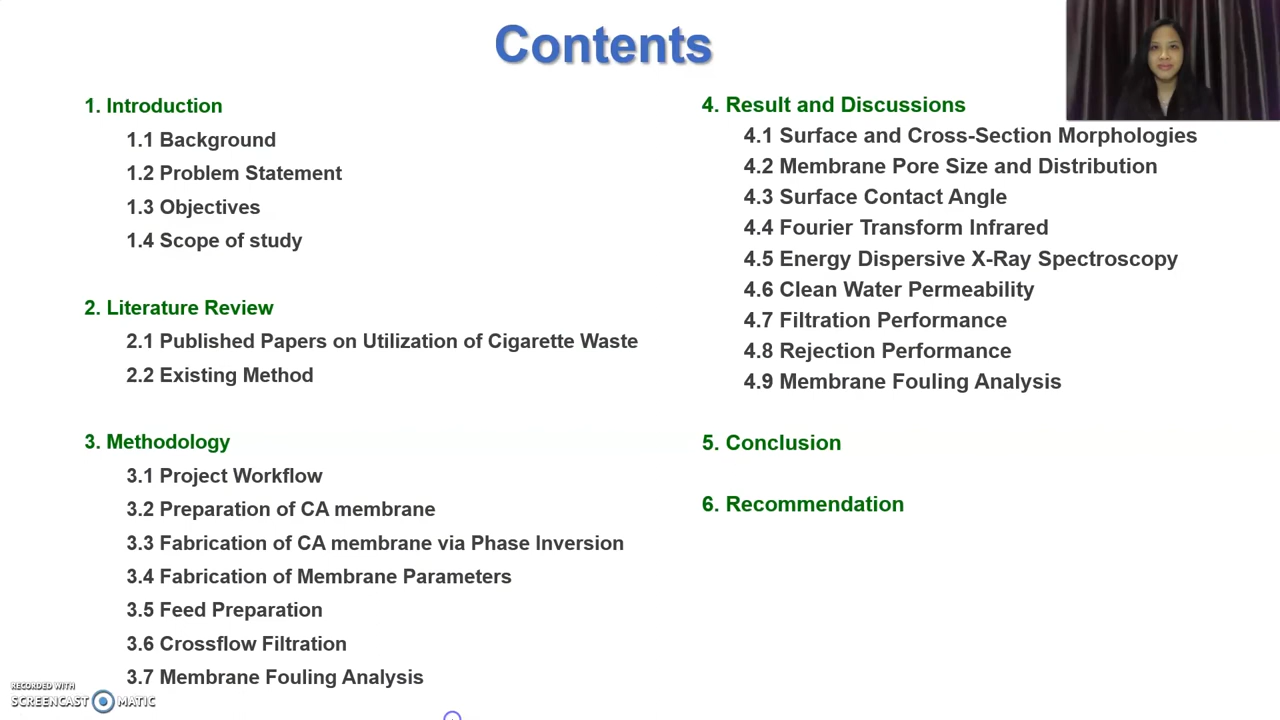 Contents
1. Introduction
1.1 Background
1.2 Problem Statement
1.3 Objectives
1.4 Scope of study
2. Literature Review
2.1 Published Papers on Utilization of Cigarette Waste
2.2 Existing Method
3. Methodology
3.1 Project Workflow
3.2 Preparation of CA membrane
3.3 Fabrication of CA membrane via Phase Inversion
3.4 Fabrication of Membrane Parameters
3.5 Feed Preparation
3.6 Crossflow Filtration
3.7 Membrane Fouling Analysis
4. Result and Discussions
4.1 Surface and Cross-Section Morphologies
4.2 Membrane Pore Size and Distribution
4.3 Surface Contact Angle
4.4 Fourier Transform Infrared
4.5 Energy Dispersive X-Ray Spectroscopy
4.6 Clean Water Permeability
4.7 Filtration Performance
4.8 Rejection Performance
4.9 Membrane Fouling Analysis
5. Conclusion
6. Recommendation
RECORDED WITH
SCREENCAST MATIC